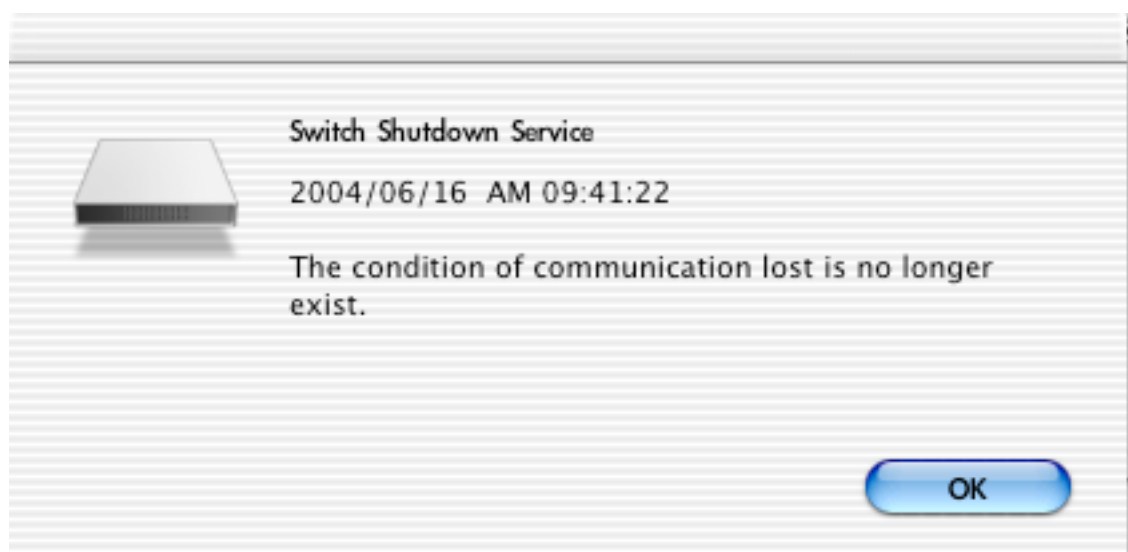 Switch Shutdown Service
2004/06/16 AM 09:41:22
The condition of communication lost is no longer
exist.
OK